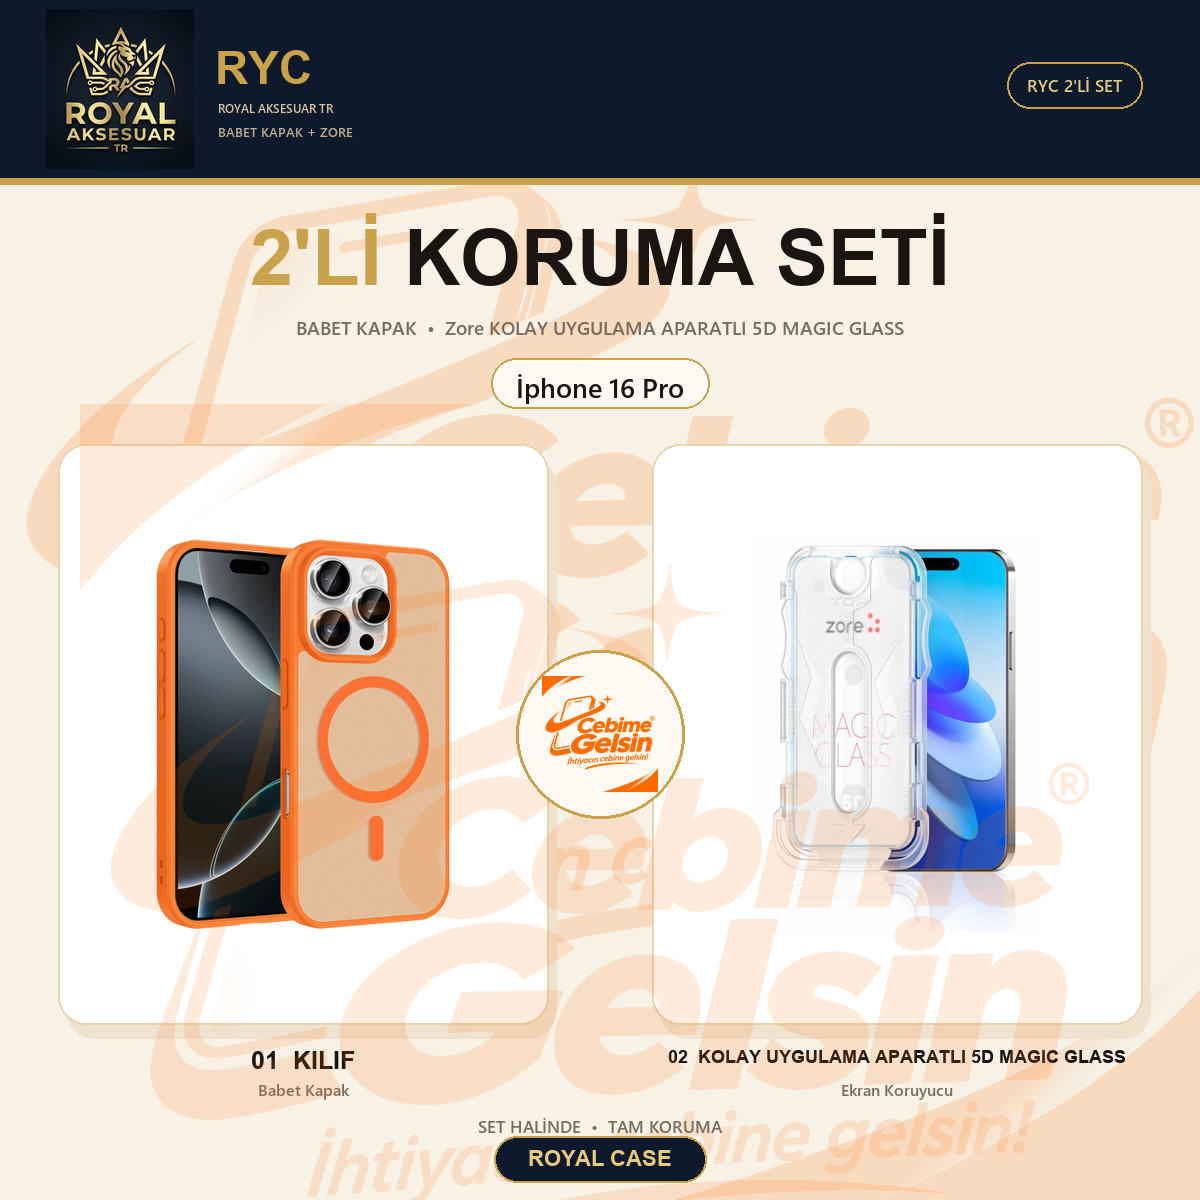 ROYAL
AKSESUAR
TR
RYC
ROYAL AKSESUAR TR
BABET KAPAK + ZORE
RYC 2'Lİ SET
2'Lİ KORUMA SETİ
BABET KAPAK • Zore KOLAY UYGULAMA APARATLI 5D MAGIC GLASS
İphone 16 Pro
zore
MAGIC
GLASS
5D
Cebime
Gelsin
İhtiyacın cebine gelsin!
®
Cebime
Gelsin
®
01 KILIF
Babet Kapak
02 KOLAY UYGULAMA APARATLI 5D MAGIC GLASS
Ekran Koruyucu
SET HALİNDE • TAM KORUMA
ROYAL CASE